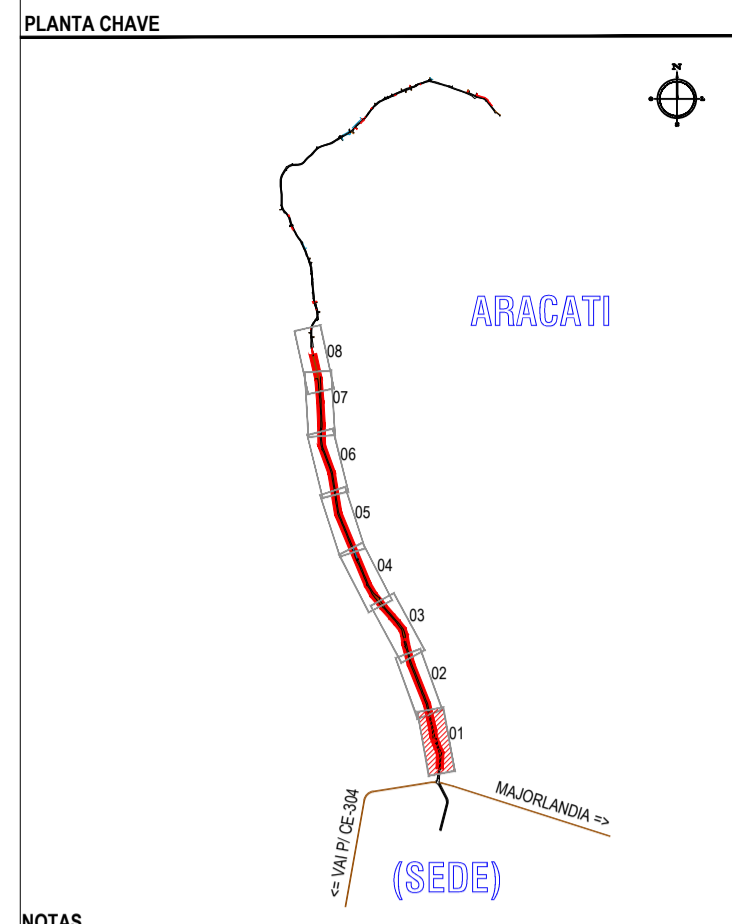 PLANTA CHAVE
N
ARACATI
08
07
06
05
04
03
02
01
MAJORLANDIA =>
<= VAI P/ CE-304
(SEDE)
NOTAS